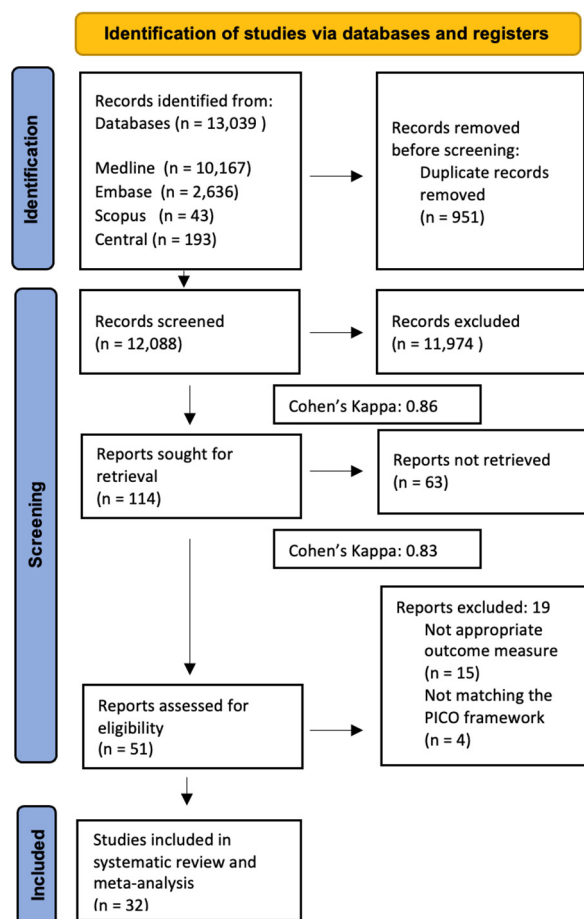 Identification of studies via databases and registers
Identification
Records identified from:
Databases (n = 13,039 )
Medline (n = 10,167)
Embase (n = 2,636)
Scopus (n = 43)
Central (n = 193)
Records removed
before screening:
Duplicate records
removed
(n = 951)
Screening
Records screened
(n = 12,088)
Records excluded
(n = 11,974 )
Cohen's Kappa: 0.86
Reports sought for
retrieval
(n = 114)
Reports not retrieved
(n = 63)
Cohen's Kappa: 0.83
Reports assessed for
eligibility
(n = 51)
Reports excluded: 19
Not appropriate
outcome measure
(n = 15)
Not matching the
PICO framework
(n = 4)
Included
Studies included in
systematic review and
meta-analysis
(n = 32)